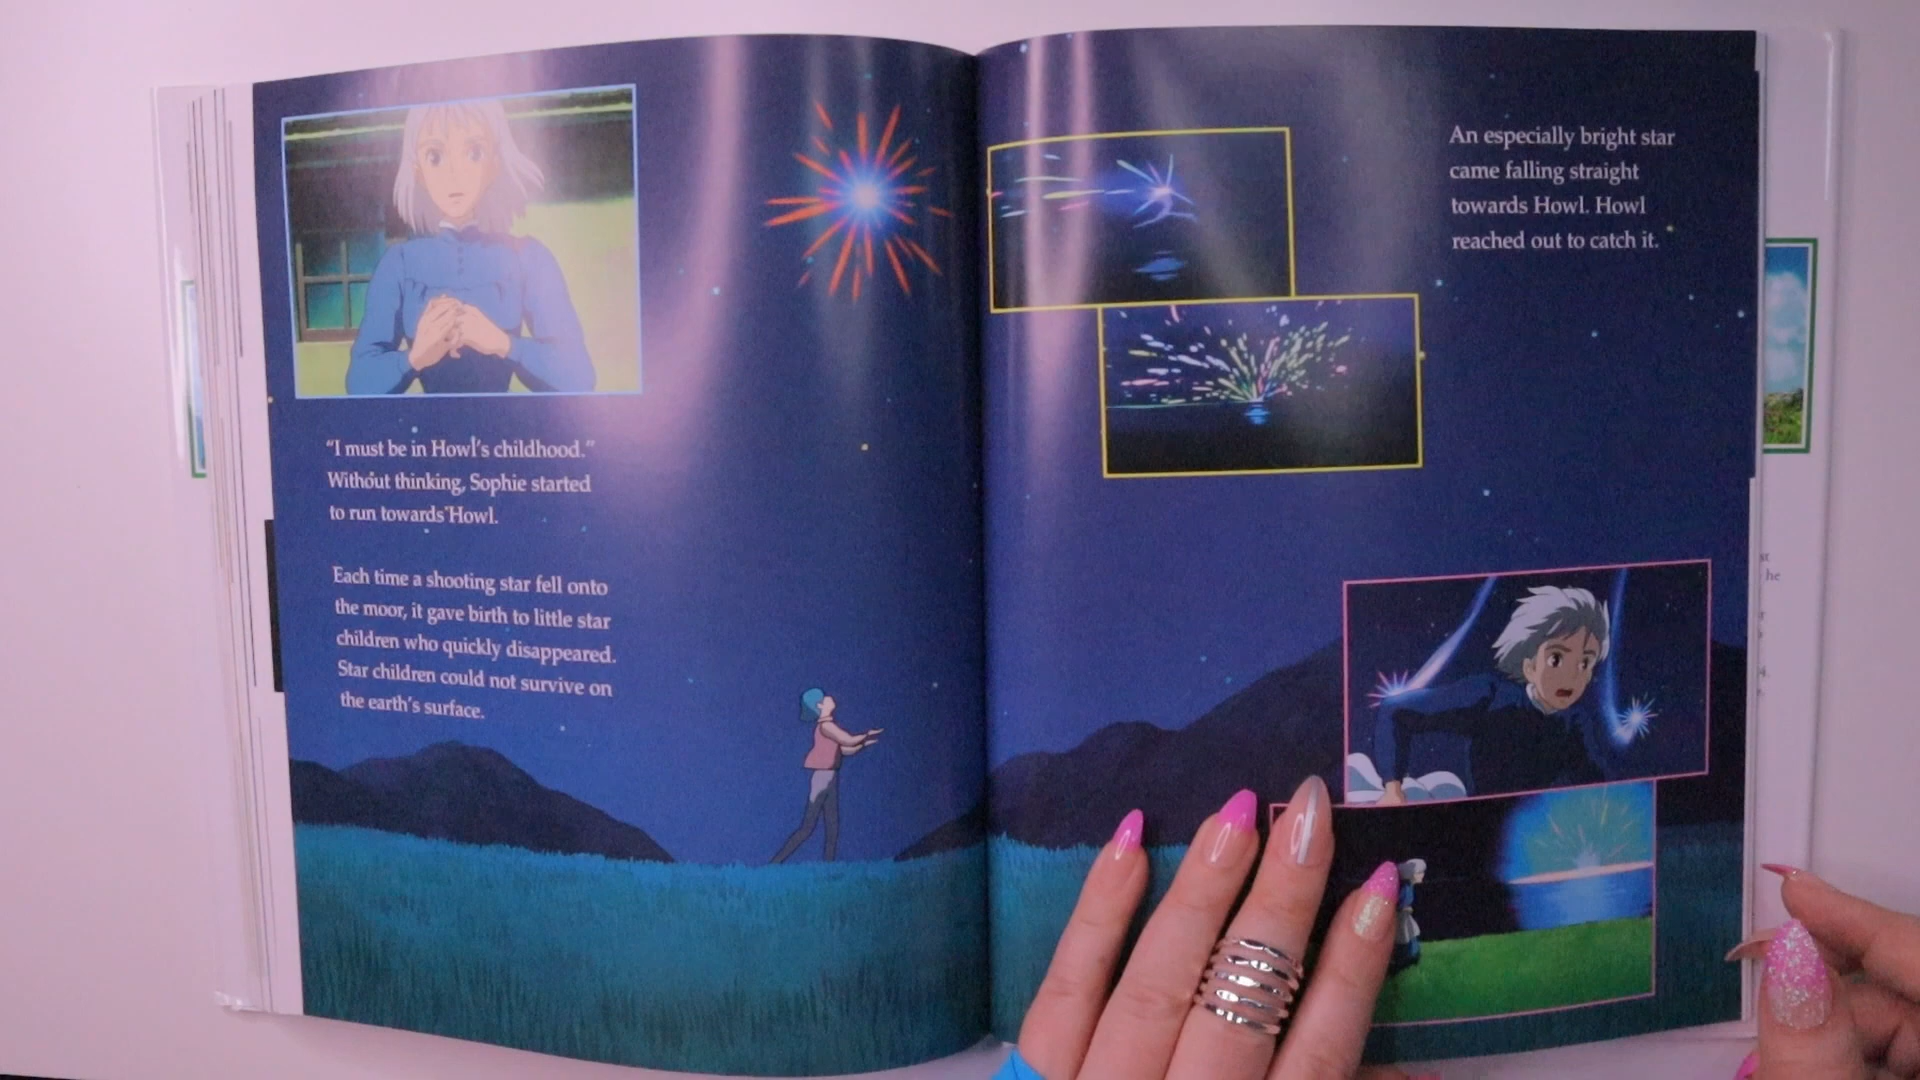 “I must be in Howl’s childhood.”
Without thinking, Sophie started
to run towards Howl.
Each time a shooting star fell onto
the moor, it gave birth to little star
children who quickly disappeared.
Star children could not survive on
the earth’s surface.
An especially bright star
came falling straight
towards Howl. Howl
reached out to catch it.
he